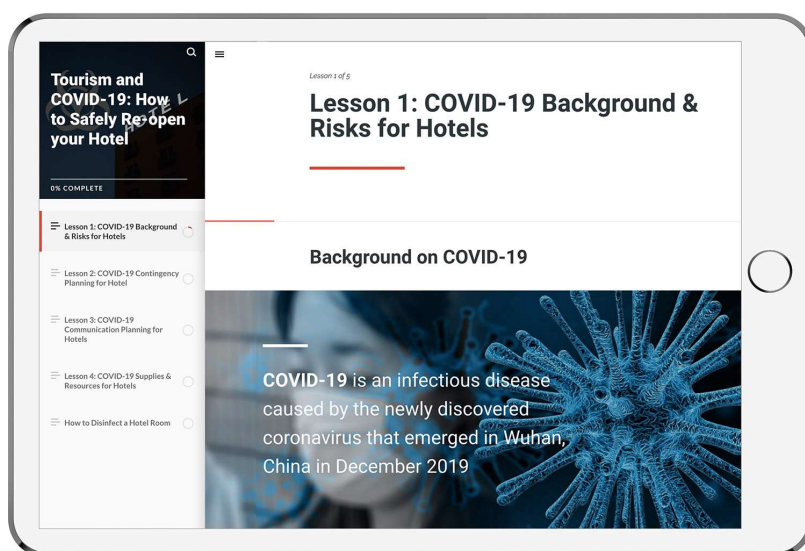 Tourism and
COVID-19: How
to Safely Re-open
your Hotel
HOTEL
0% COMPLETE
Lesson 1: COVID-19 Background
& Risks for Hotels
Lesson 2: COVID-19 Contingency
Planning for Hotel
Lesson 3: COVID-19
Communication Planning for
Hotels
Lesson 4: COVID-19 Supplies &
Resources for Hotels
How to Disinfect a Hotel Room
Lesson 1 of 5
Lesson 1: COVID-19 Background &
Risks for Hotels
Background on COVID-19
COVID-19 is an infectious disease
caused by the newly discovered
coronavirus that emerged in Wuhan,
China in December 2019